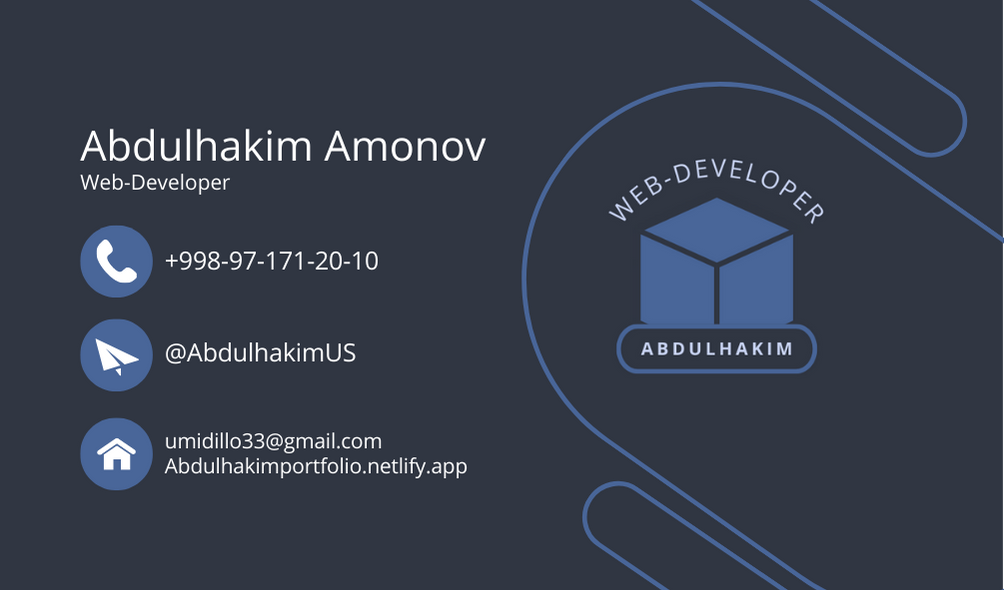 Abdulhakim Amonov
Web-Developer
+998-97-171-20-10
@AbdulhakimUS
umidillo33@gmail.com
Abdulhakimportfolio.netlify.app
WEB-DEVELOPER
ABDULHAKIM